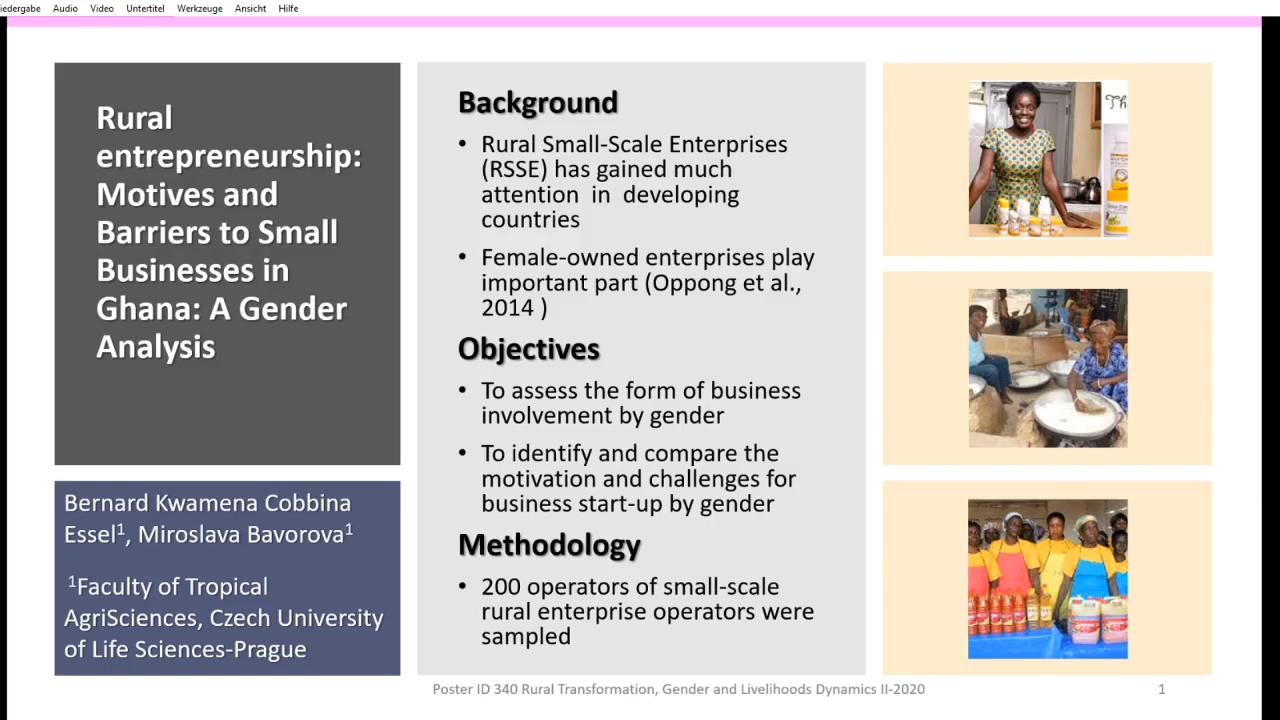 iedergabe Audio Video Untertitel Werkzeuge Ansicht Hilfe
Rural
entrepreneurship:
Motives and
Barriers to Small
Businesses in
Ghana: A Gender
Analysis
Bernard Kwamena Cobbina
Essel¹, Miroslava Bavorova¹
¹Faculty of Tropical
AgriSciences, Czech University
of Life Sciences-Prague
Background
• Rural Small-Scale Enterprises
(RSSE) has gained much
attention in developing
countries
• Female-owned enterprises play
important part (Oppong et al.,
2014 )
Objectives
• To assess the form of business
involvement by gender
• To identify and compare the
motivation and challenges for
business start-up by gender
Methodology
• 200 operators of small-scale
rural enterprise operators were
sampled
Poster ID 340 Rural Transformation, Gender and Livelihoods Dynamics II-2020
1